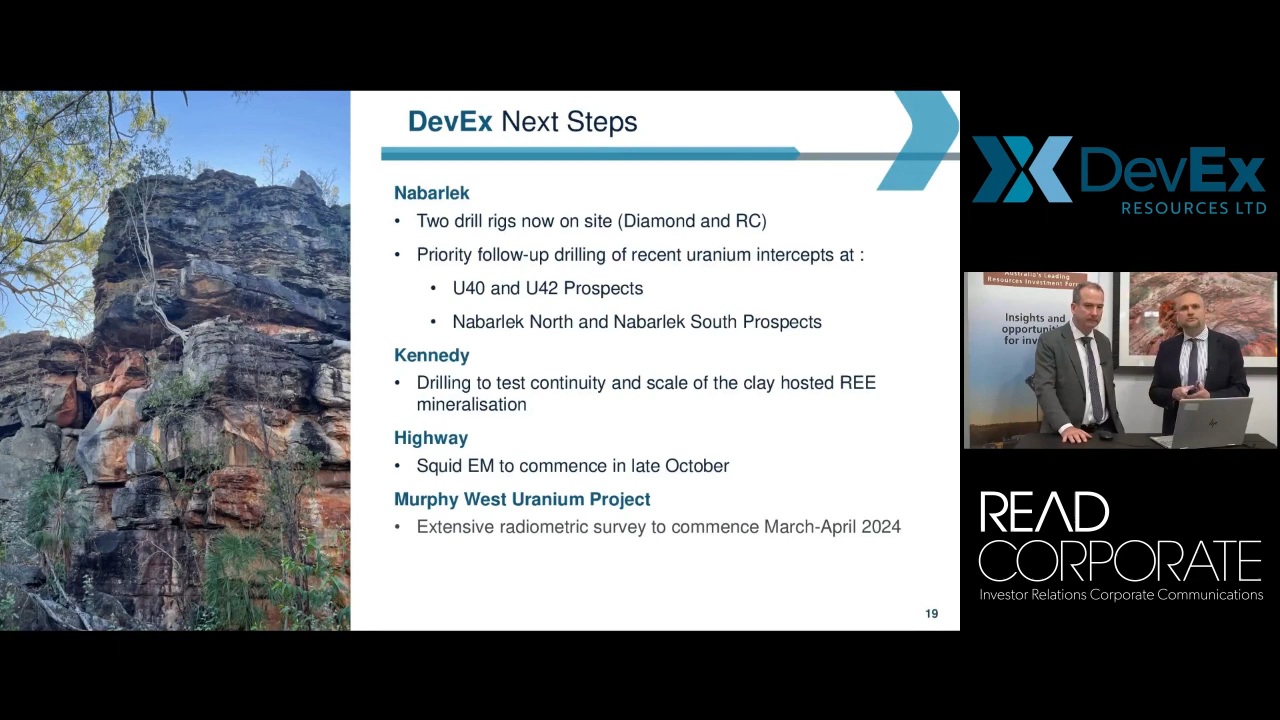 DevEx Next Steps
Nabarlek
• Two drill rigs now on site (Diamond and RC)
• Priority follow-up drilling of recent uranium intercepts at :
• U40 and U42 Prospects
• Nabarlek North and Nabarlek South Prospects
Kennedy
• Drilling to test continuity and scale of the clay hosted REE
mineralisation
Highway
• Squid EM to commence in late October
Murphy West Uranium Project
• Extensive radiometric survey to commence March-April 2024
19
DevEx
RESOURCES LTD
Australia's Leading
Resources Investment
Insights and
for
READ
CORPORATE
Investor Relations Corporate Communications